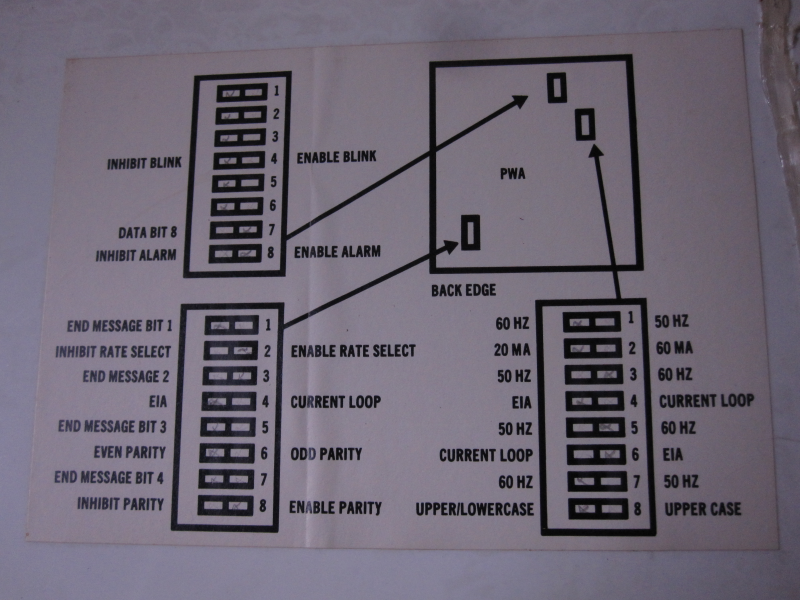 1
2
3
INHIBIT BLINK 4 ENABLE BLINK
5
6
DATA BIT 8 7
INHIBIT ALARM 8 ENABLE ALARM
PWA
BACK EDGE
END MESSAGE BIT 1 1
INHIBIT RATE SELECT 2 ENABLE RATE SELECT
END MESSAGE 2 3
EIA 4 CURRENT LOOP
END MESSAGE BIT 3 5
EVEN PARITY 6 ODD PARITY
END MESSAGE BIT 4 7
INHIBIT PARITY 8 ENABLE PARITY
60 HZ 1 50 HZ
20 MA 2 60 MA
50 HZ 3 60 HZ
EIA 4 CURRENT LOOP
50 HZ 5 60 HZ
CURRENT LOOP 6 EIA
60 HZ 7 50 HZ
UPPER/LOWERCASE 8 UPPER CASE